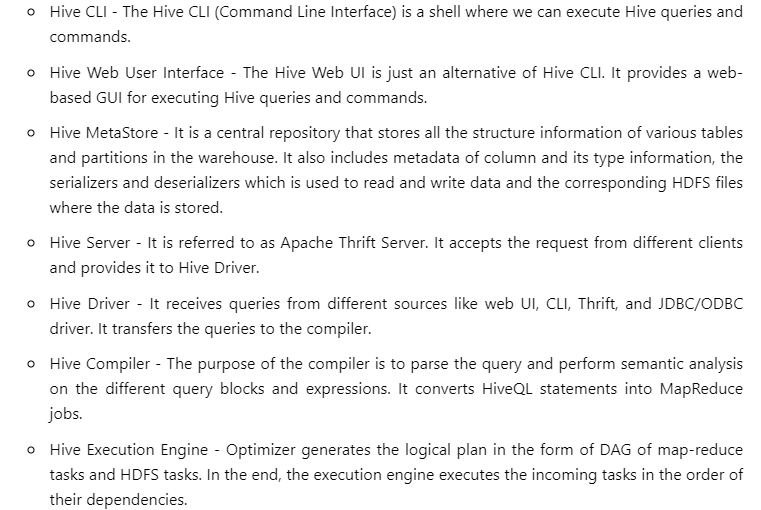 Hive CLI - The Hive CLI (Command Line Interface) is a shell where we can execute Hive queries and
commands.
Hive Web User Interface - The Hive Web UI is just an alternative of Hive CLI. It provides a web-
based GUI for executing Hive queries and commands.
Hive MetaStore - It is a central repository that stores all the structure information of various tables
and partitions in the warehouse. It also includes metadata of column and its type information, the
serializers and deserializers which is used to read and write data and the corresponding HDFS files
where the data is stored.
Hive Server - It is referred to as Apache Thrift Server. It accepts the request from different clients
and provides it to Hive Driver.
Hive Driver - It receives queries from different sources like web UI, CLI, Thrift, and JDBC/ODBC
driver. It transfers the queries to the compiler.
Hive Compiler - The purpose of the compiler is to parse the query and perform semantic analysis
on the different query blocks and expressions. It converts HiveQL statements into MapReduce
jobs.
Hive Execution Engine - Optimizer generates the logical plan in the form of DAG of map-reduce
tasks and HDFS tasks. In the end, the execution engine executes the incoming tasks in the order of
their dependencies.